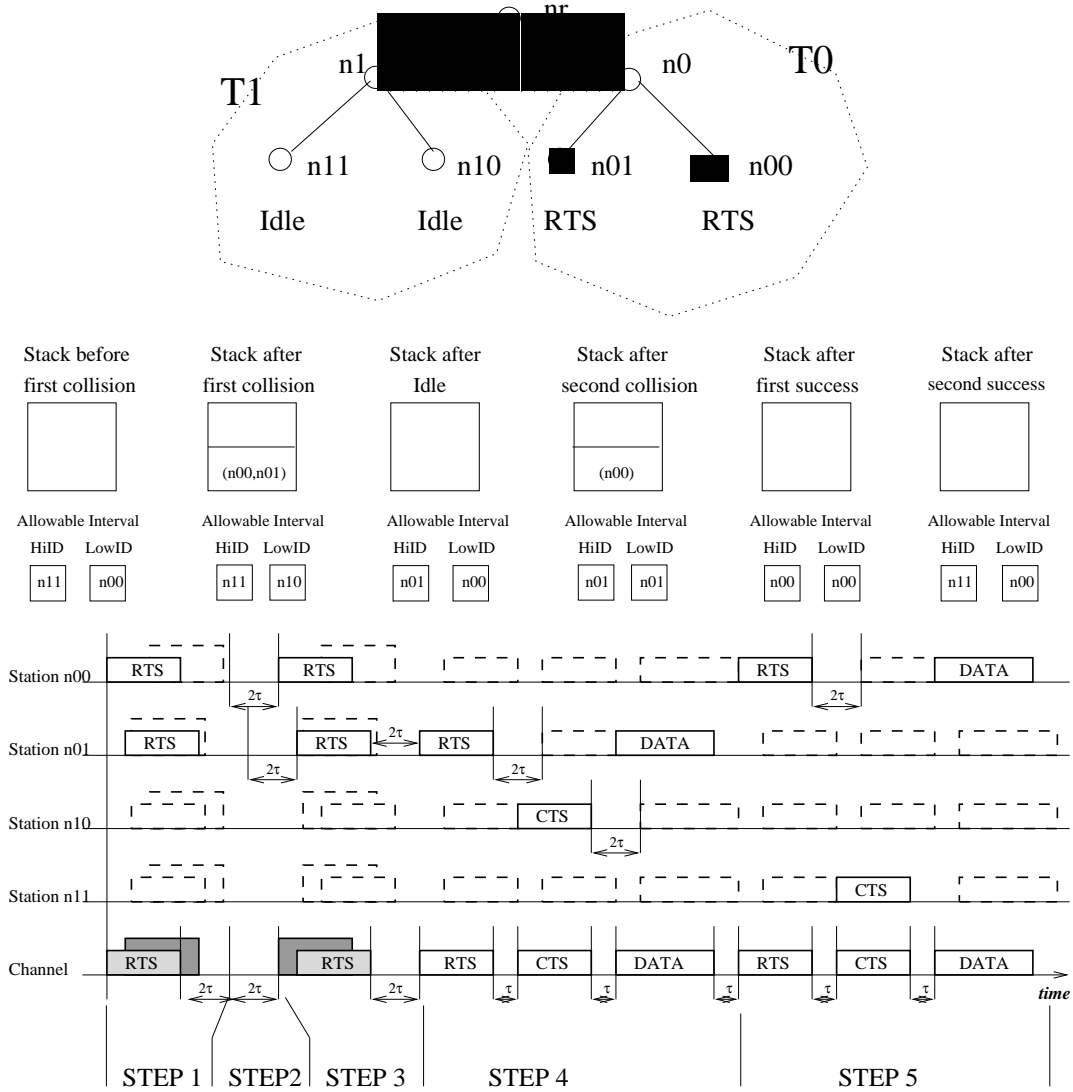 nr
n1
n0
T1
T0
n11
n10
n01
n00
Idle
Idle
RTS
RTS
Stack before
first collision
Stack after
first collision
Stack after
Idle
Stack after
second collision
Stack after
first success
Stack after
second success
(n00,n01)
(n00)
Allowable Interval
HiID LowID
n11 n00
Allowable Interval
HiID LowID
n11 n10
Allowable Interval
HiID LowID
n01 n00
Allowable Interval
HiID LowID
n01 n01
Allowable Interval
HiID LowID
n00 n00
Allowable Interval
HiID LowID
n11 n00
Station n00
RTS
2τ
RTS
RTS
2τ
DATA
Station n01
RTS
2τ
RTS
2τ
RTS
2τ
DATA
Station n10
CTS
2τ
Station n11
CTS
Channel
RTS
2τ
2τ
RTS
2τ
RTS
τ
CTS
τ
DATA
τ
RTS
τ
CTS
τ
DATA
time
STEP 1
STEP2
STEP 3
STEP 4
STEP 5